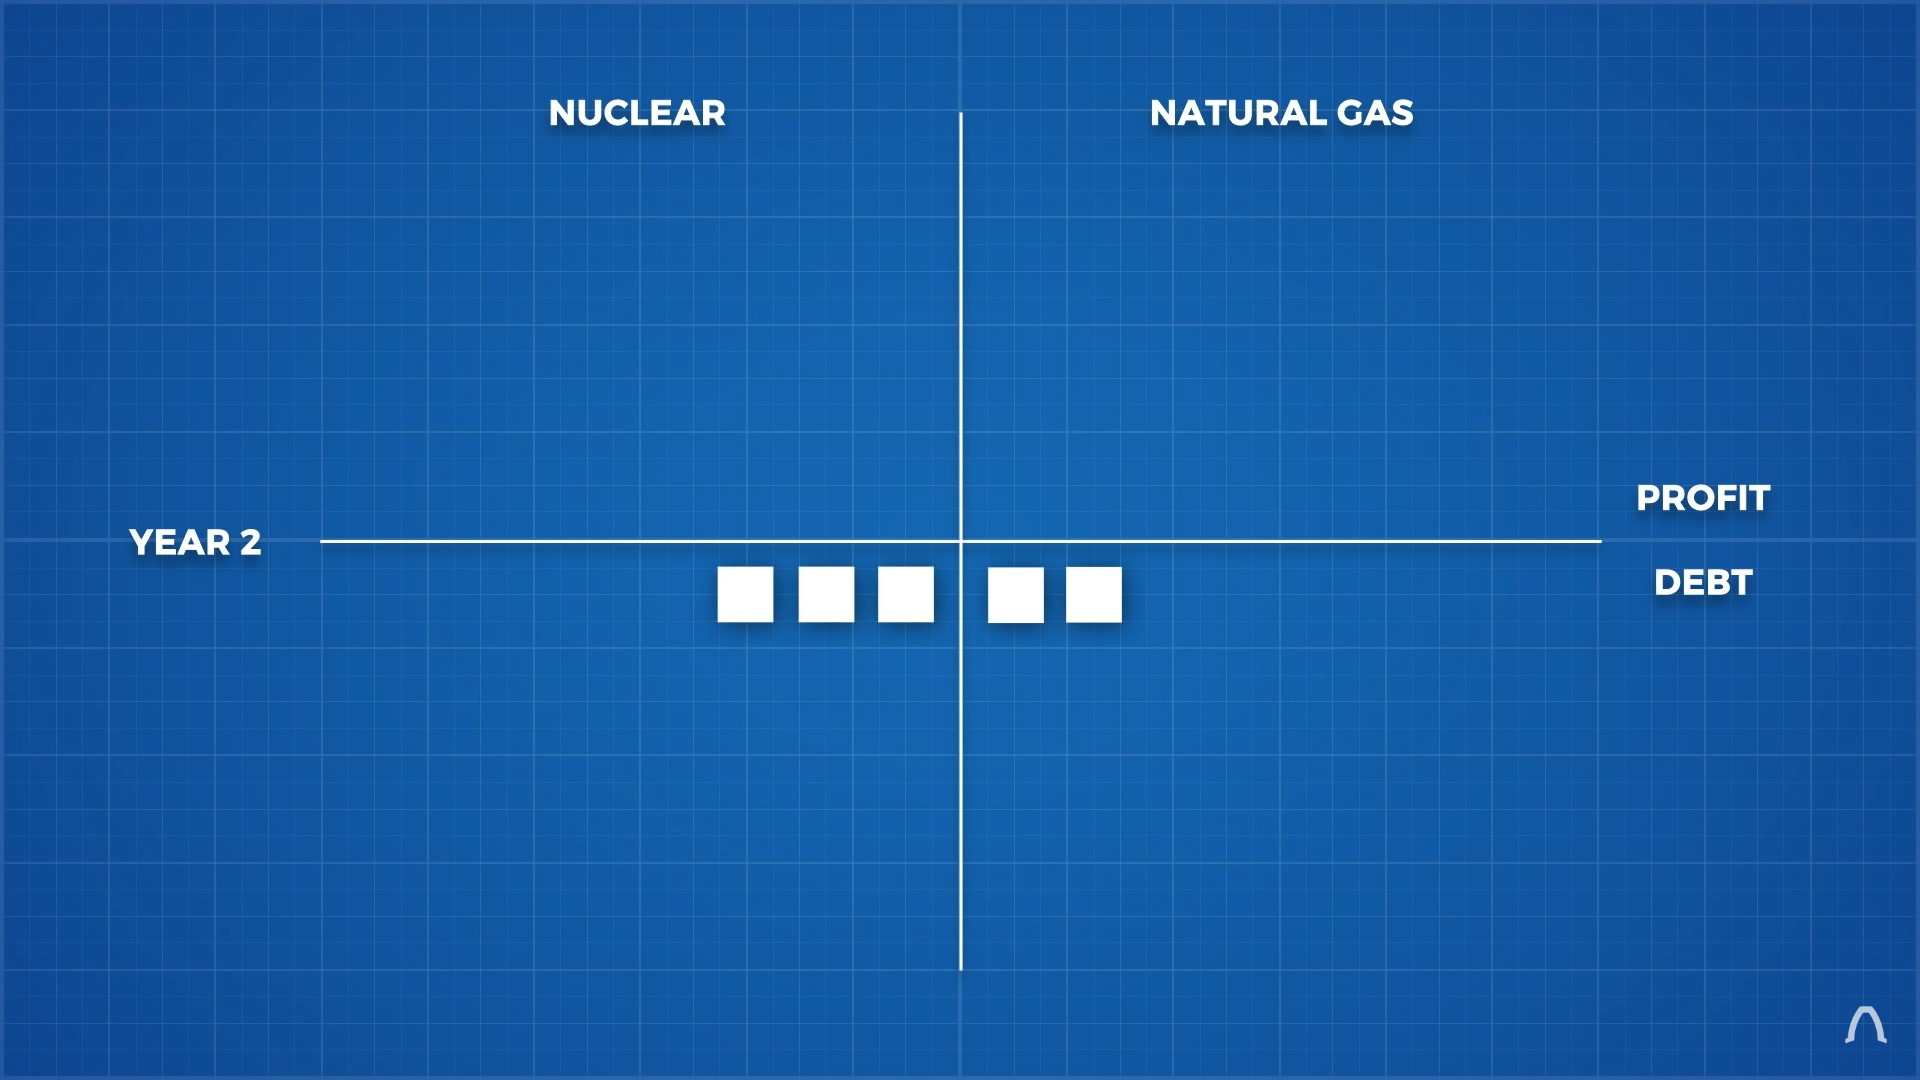 NUCLEAR
NATURAL GAS
PROFIT
YEAR 2
DEBT